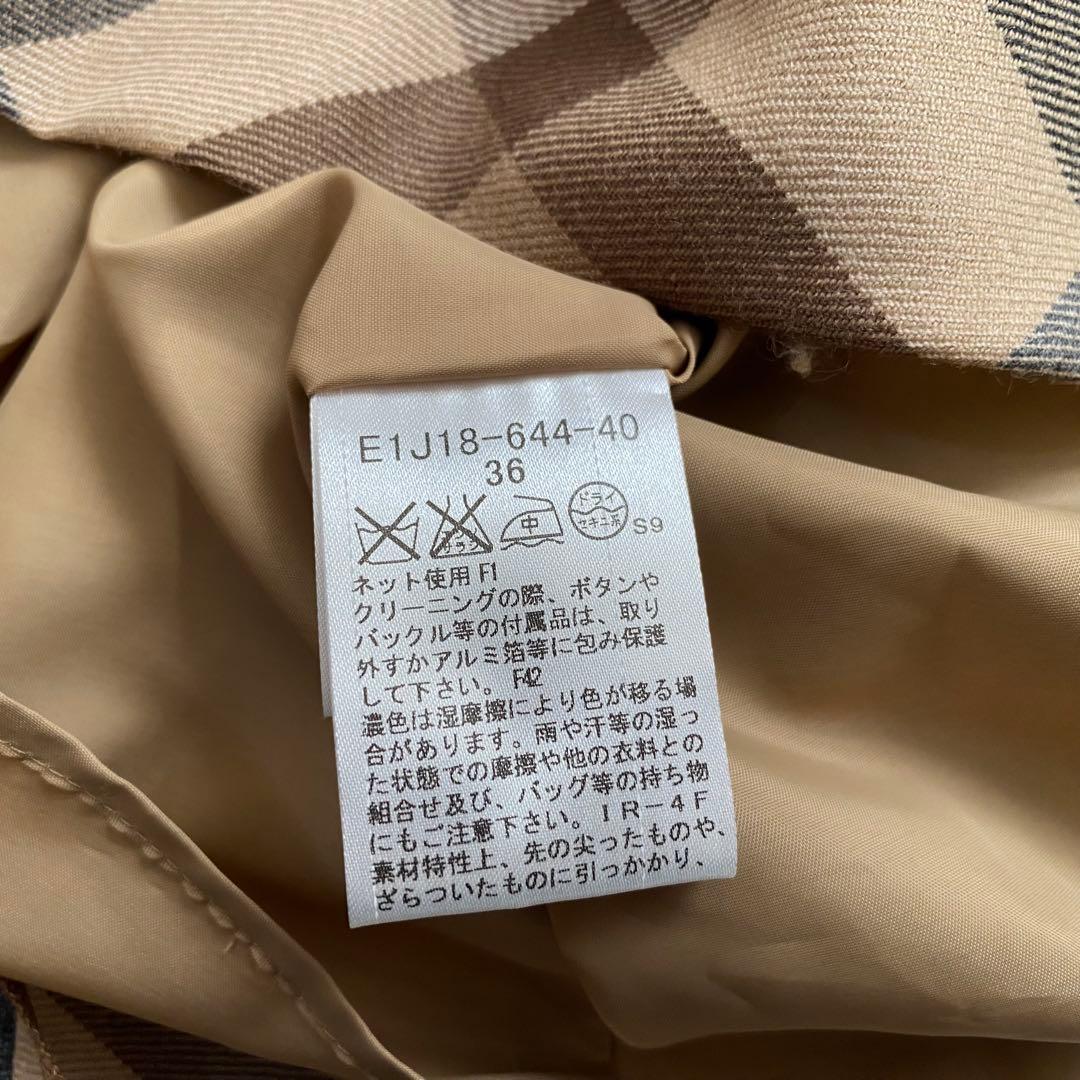 E1J18-644-40
36
エンソサラシ 中 ドライ セキユ系 S9
ネット使用 F1
クリーニングの際、ボタンや
バックル等の付属品は、取り
外すかアルミ箔等に包み保護
して下さい。 F42
濃色は湿摩擦により色が移る場
合があります。雨や汗等の湿っ
た状態での摩擦や他の衣料との
組合せ及び、バッグ等の持ち物
にもご注意下さい。IR-4F
素材特性上、先の尖ったものや、
ざらついたものに引っかかり、